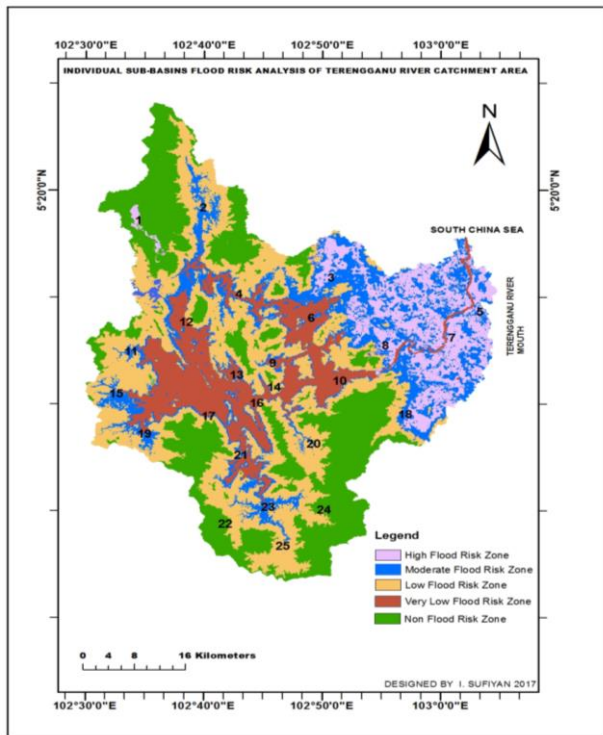 102°30'0"E 102°40'0"E 102°50'0"E 103°0'0"E
INDIVIDUAL SUB-BASINS FLOOD RISK ANALYSIS OF TERENGGANU RIVER CATCHMENT AREA
N
5°20'0"N 5°20'0"N
1
2
SOUTH CHINA SEA
3
4
5
6
7
8
TERENGGANU RIVER
MOUTH
9
10
11
12
13
14
15
16
17
18
19
20
21
22
23
24
25
Legend
High Flood Risk Zone
Moderate Flood Risk Zone
Low Flood Risk Zone
Very Low Flood Risk Zone
Non Flood Risk Zone
0 4 8 16 Kilometers
DESIGNED BY I. SUFIYAN 2017
102°30'0"E 102°40'0"E 102°50'0"E 103°0'0"E